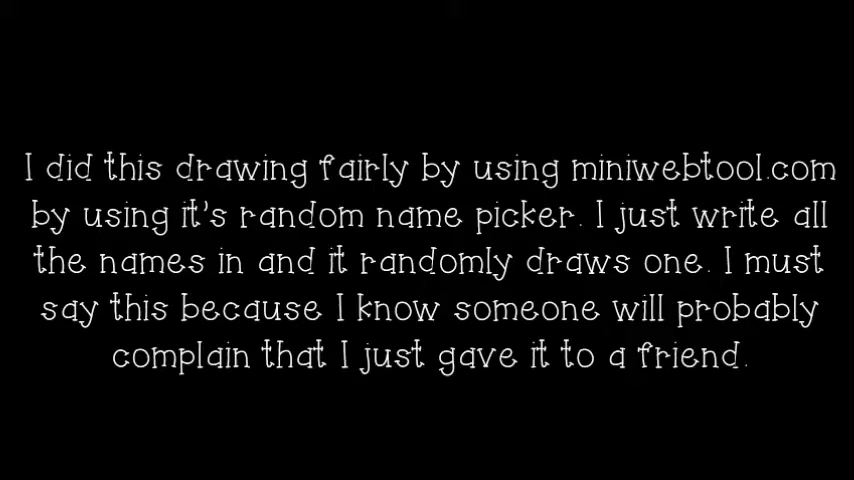 I did this drawing fairly by using miniwebtool.com
by using it's random name picker. I just write all
the names in and it randomly draws one. I must
say this because I know someone will probably
complain that I just gave it to a friend.